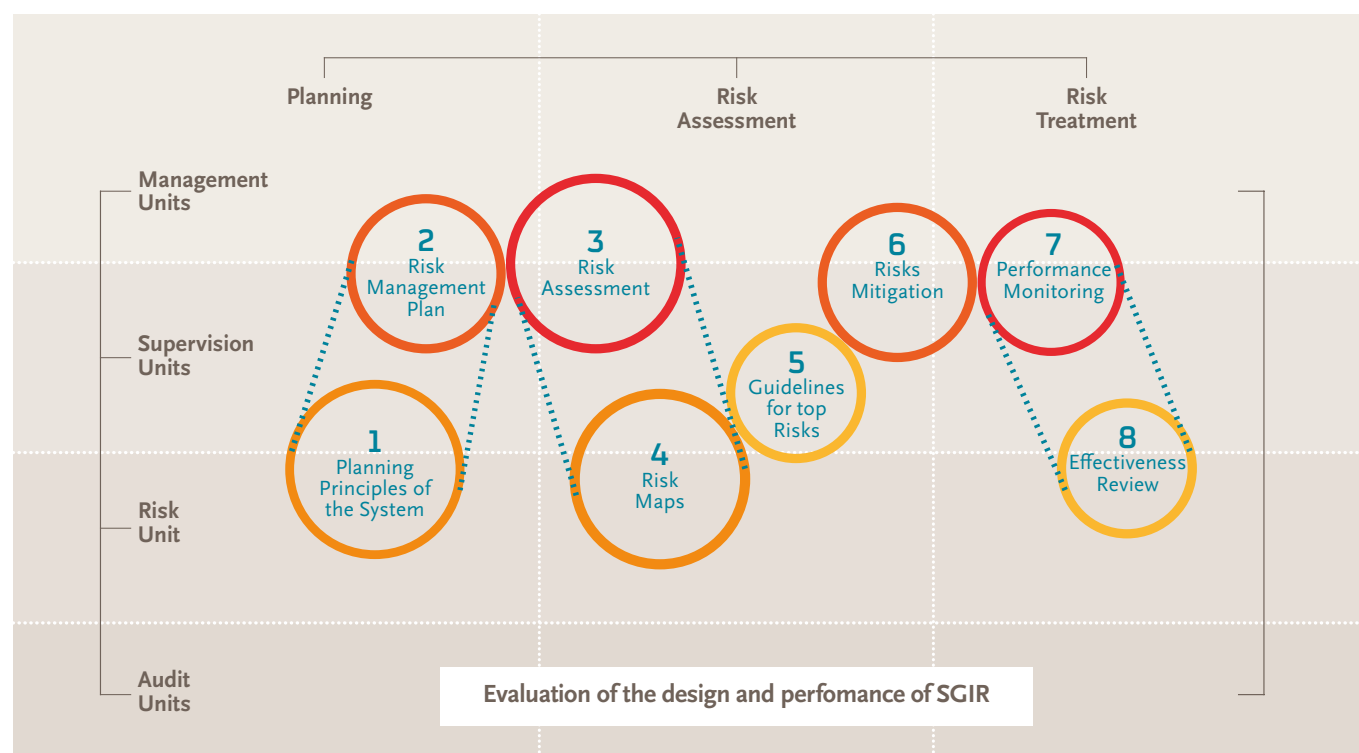 Planning
Risk
Assessment
Risk
Treatment
Management
Units
Supervision
Units
Risk
Unit
Audit
Units
1
Planning
Principles of
the System
2
Risk
Management
Plan
3
Risk
Assessment
4
Risk
Maps
5
Guidelines
for top
Risks
6
Risks
Mitigation
7
Performance
Monitoring
8
Effectiveness
Review
Evaluation of the design and perfomance of SGIR